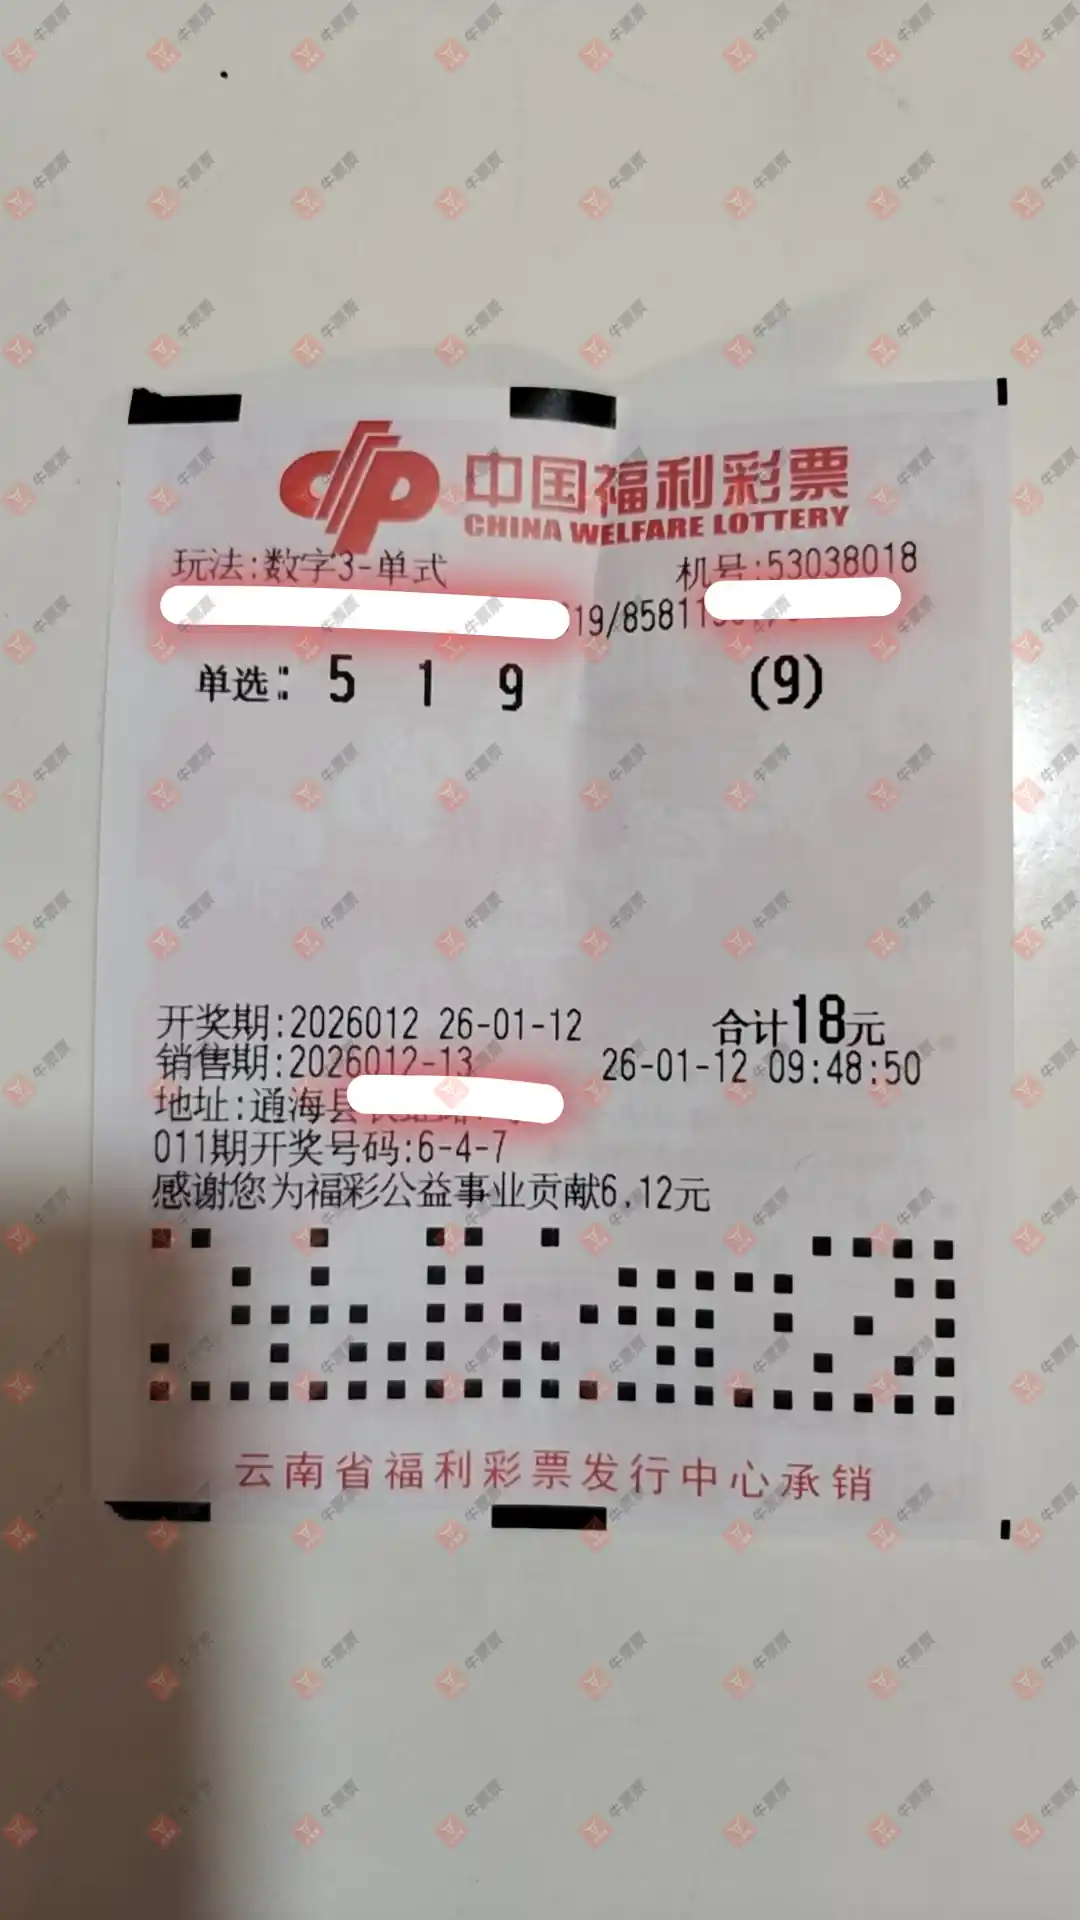 中国福利彩票
CHINA WELFARE LOTTERY
玩法:数字3-单式 机号:53038018
19/85811
单选: 5 1 9 (9)
开奖期:2026012 26-01-12 合计18元
销售期:2026012-13 26-01-12 09:48:50
地址:通海县
011期开奖号码:6-4-7
感谢您为福彩公益事业贡献6.12元
云南省福利彩票发行中心承销
牛票票